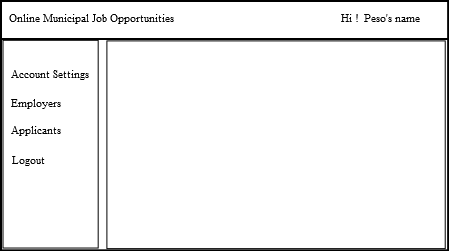 Online Municipal Job Opportunities
Hi ! Peso's name
Account Settings
Employers
Applicants
Logout